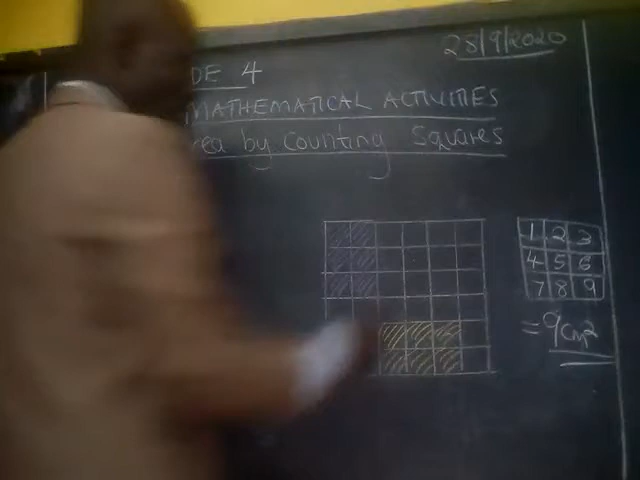 28/9/2020
DE 4
MATHEMATICAL ACTIVITIES
rea by Counting Squares
1 2 3
4 5 6
7 8 9
= 9cm²